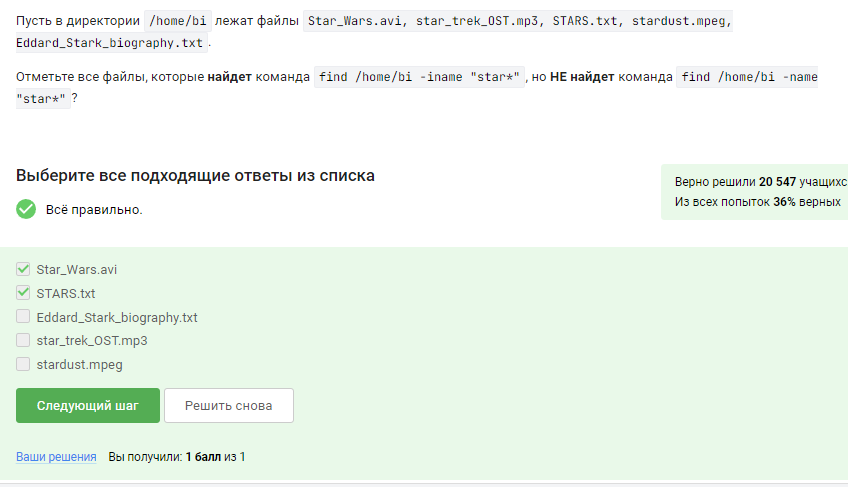 Пусть в директории /home/bi лежат файлы Star_Wars.avi, star_trek_OST.mp3, STARS.txt, stardust.mpeg,
Eddard_Stark_biography.txt.
Отметьте все файлы, которые найдет команда find /home/bi -iname "star*", но НЕ найдет команда find /home/bi -name
"star*"?
Выберите все подходящие ответы из списка
Верно решили 20 547 учащихс
Всё правильно.
Из всех попыток 36% верных
Star_Wars.avi
STARS.txt
Eddard_Stark_biography.txt
star_trek_OST.mp3
stardust.mpeg
Следующий шаг Решить снова
Ваши решения Вы получили: 1 балл из 1